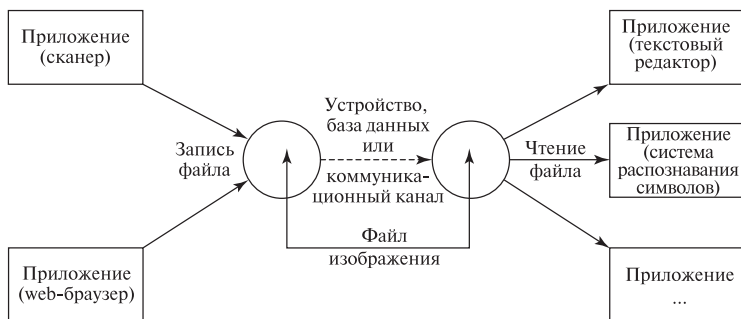 Приложение
(сканер)
Приложение
(web-браузер)
Запись
файла
Устройство,
база данных
или
коммуника-
ционный канал
Файл
изображения
Чтение
файла
Приложение
(текстовый
редактор)
Приложение
(система
распознавания
символов)
Приложение
...